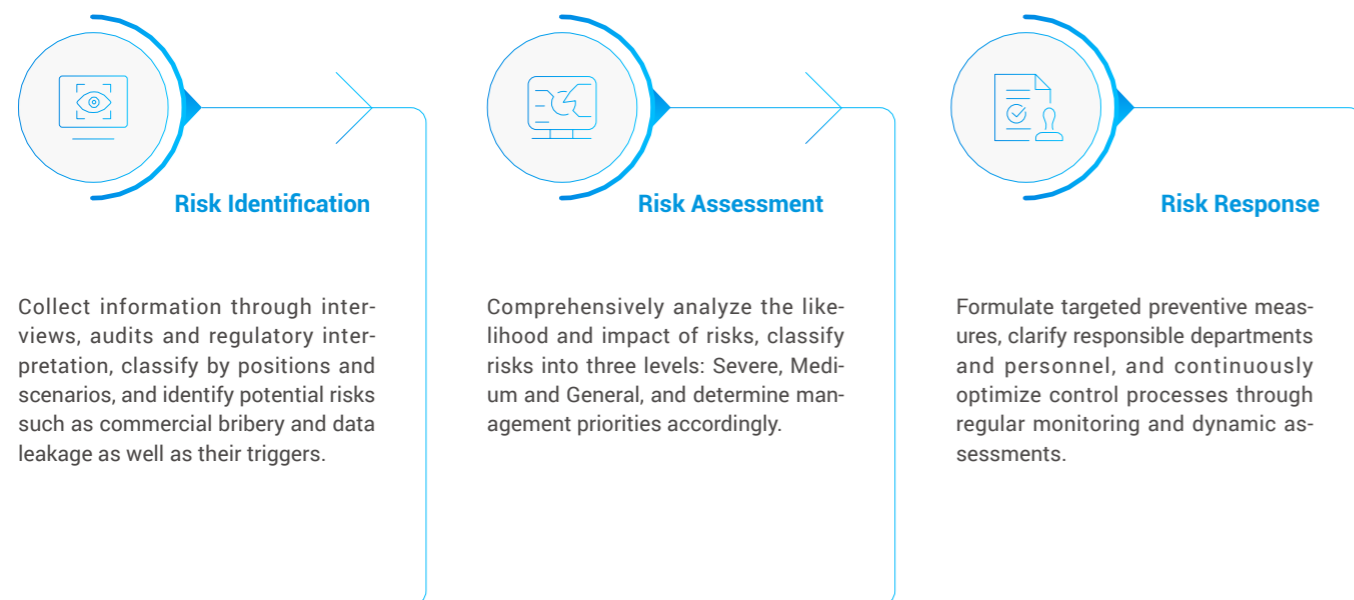 Risk Identification
Collect information through inter-
views, audits and regulatory inter-
pretation, classify by positions and
scenarios, and identify potential risks
such as commercial bribery and data
leakage as well as their triggers.
Risk Assessment
Comprehensively analyze the like-
lihood and impact of risks, classify
risks into three levels: Severe, Medi-
um and General, and determine man-
agement priorities accordingly.
Risk Response
Formulate targeted preventive meas-
ures, clarify responsible departments
and personnel, and continuously
optimize control processes through
regular monitoring and dynamic as-
sessments.